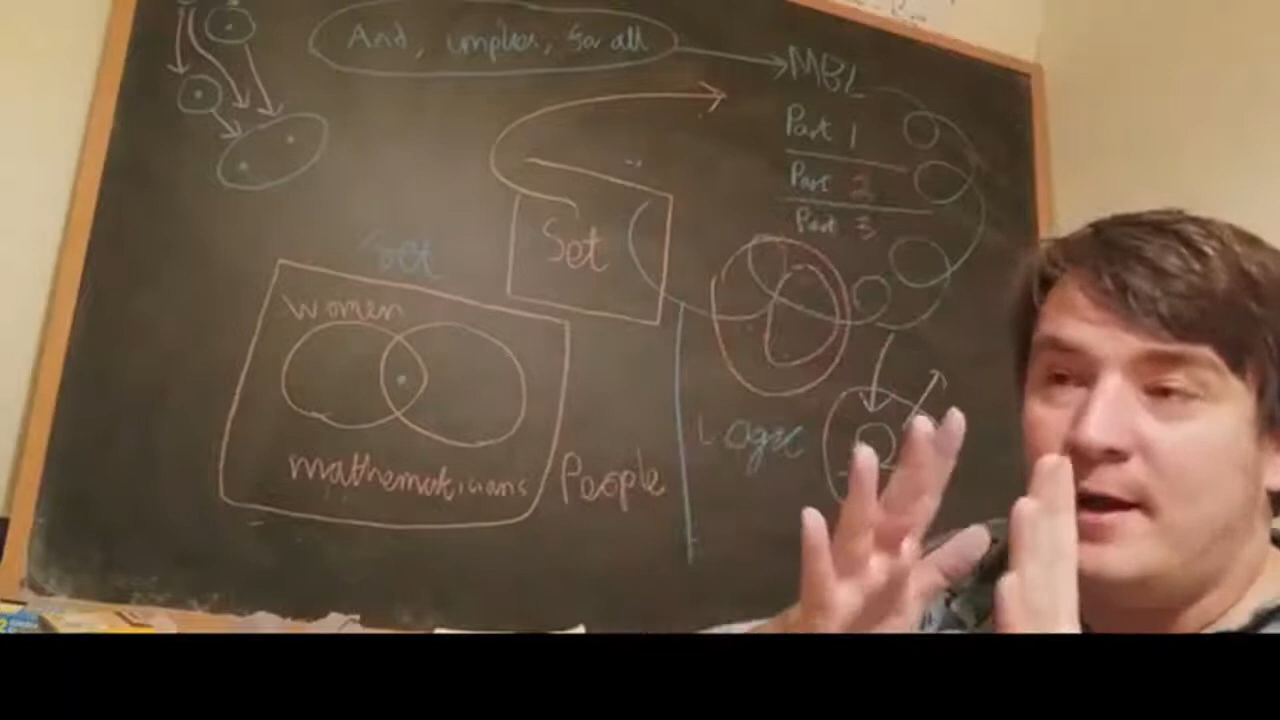 And, implies, for all
MBL
Part 1
Part 2
Part 3
Set
Set
women
mathematicians
People
Logic